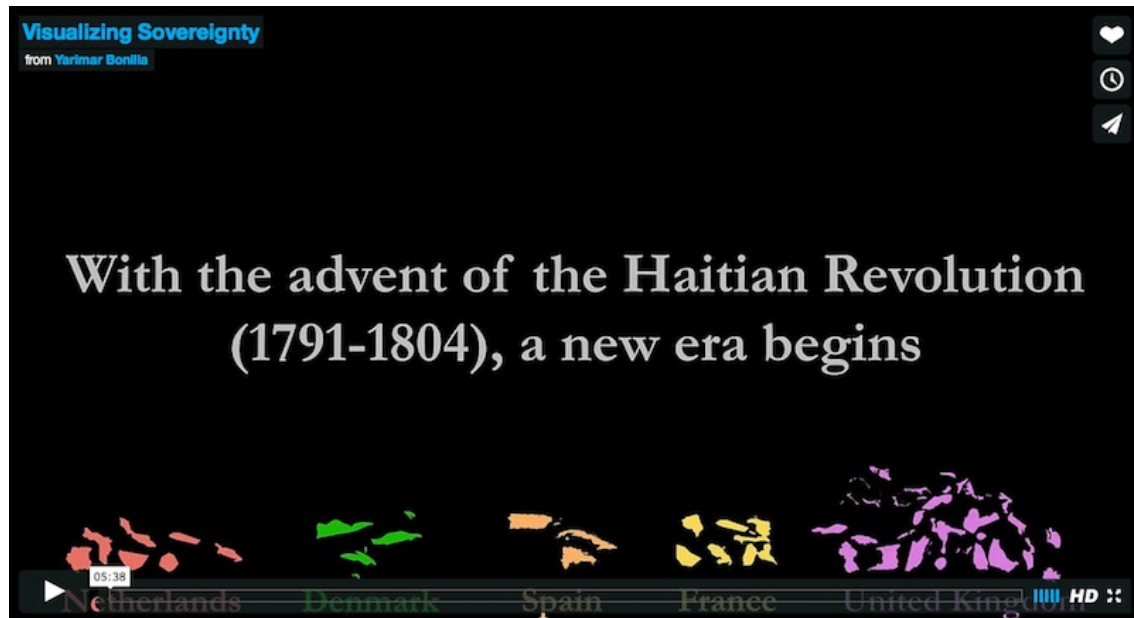 Visualizing Sovereignty
from Yarimar Bonilla
With the advent of the Haitian Revolution
(1791-1804), a new era begins
05:38
Netherlands Denmark Spain France United Kingdom
HD